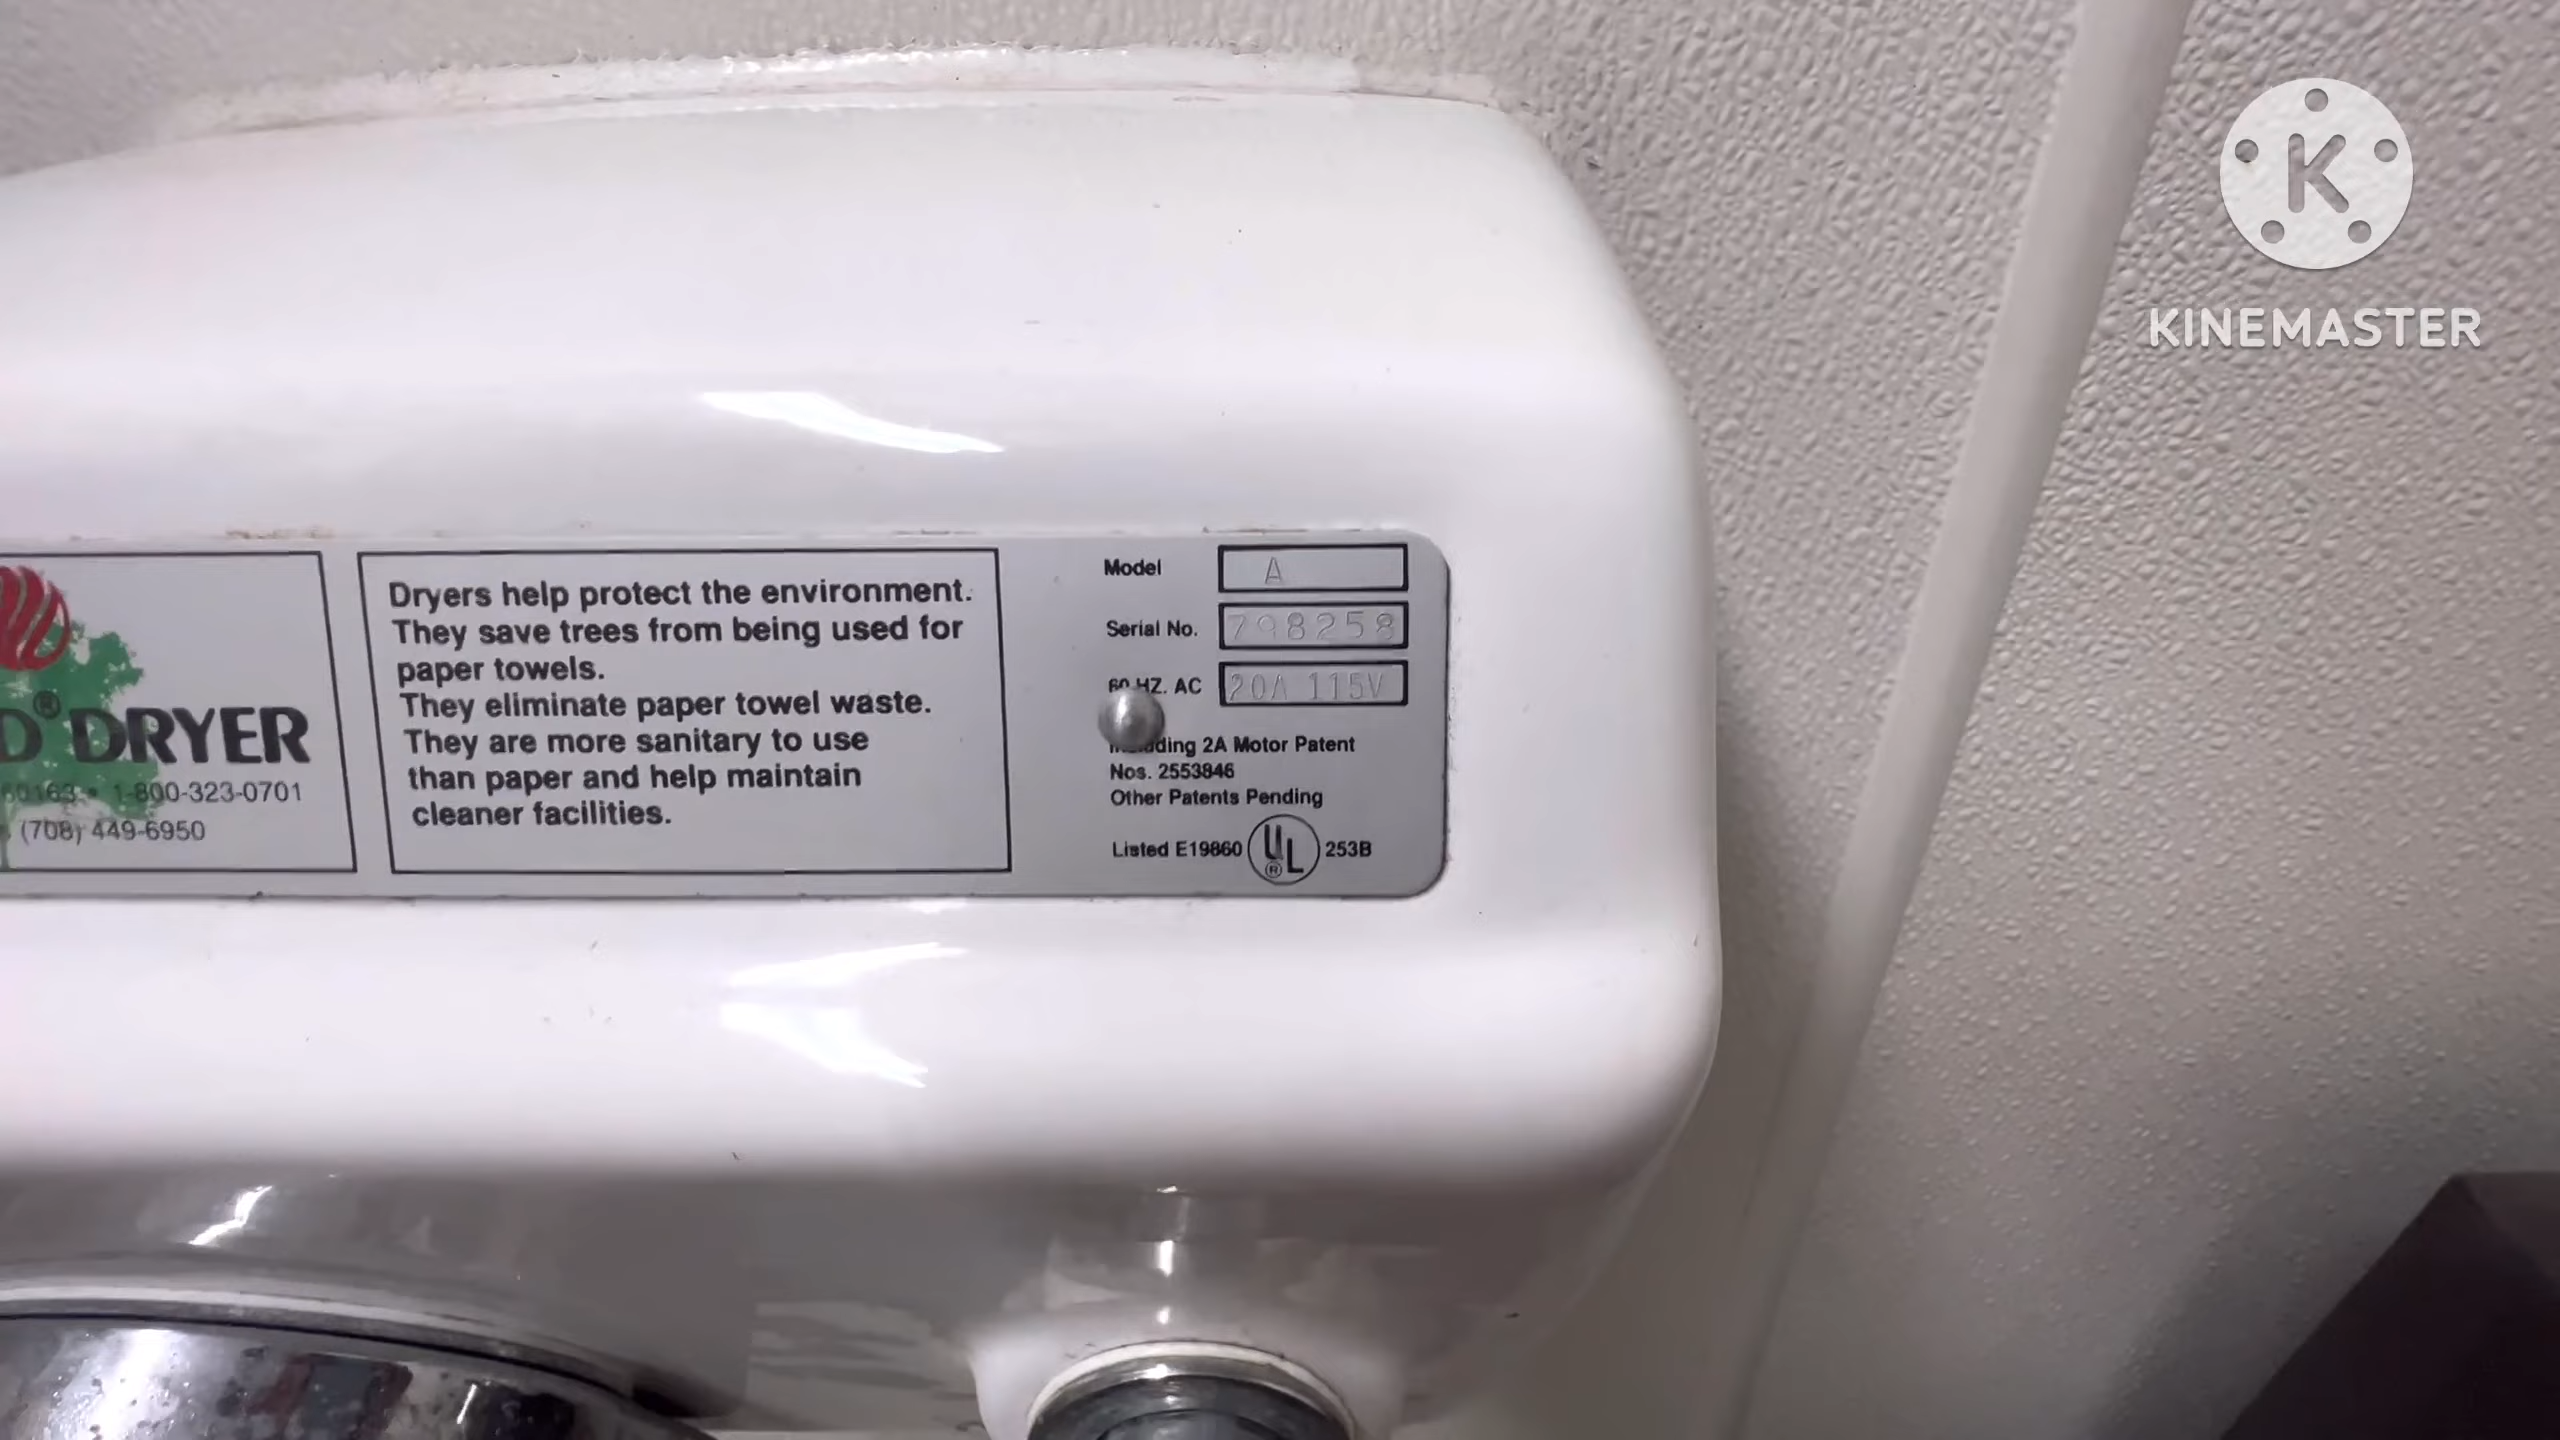 D® DRYER
60163 • 1-800-323-0701
(708) 449-6950
Dryers help protect the environment.
They save trees from being used for
paper towels.
They eliminate paper towel waste.
They are more sanitary to use
than paper and help maintain
cleaner facilities.
Model A
Serial No. 798258
60 HZ. AC 20A 115V
Including 2A Motor Patent
Nos. 2553846
Other Patents Pending
Listed E19860 UL® 253B
K
KINEMASTER